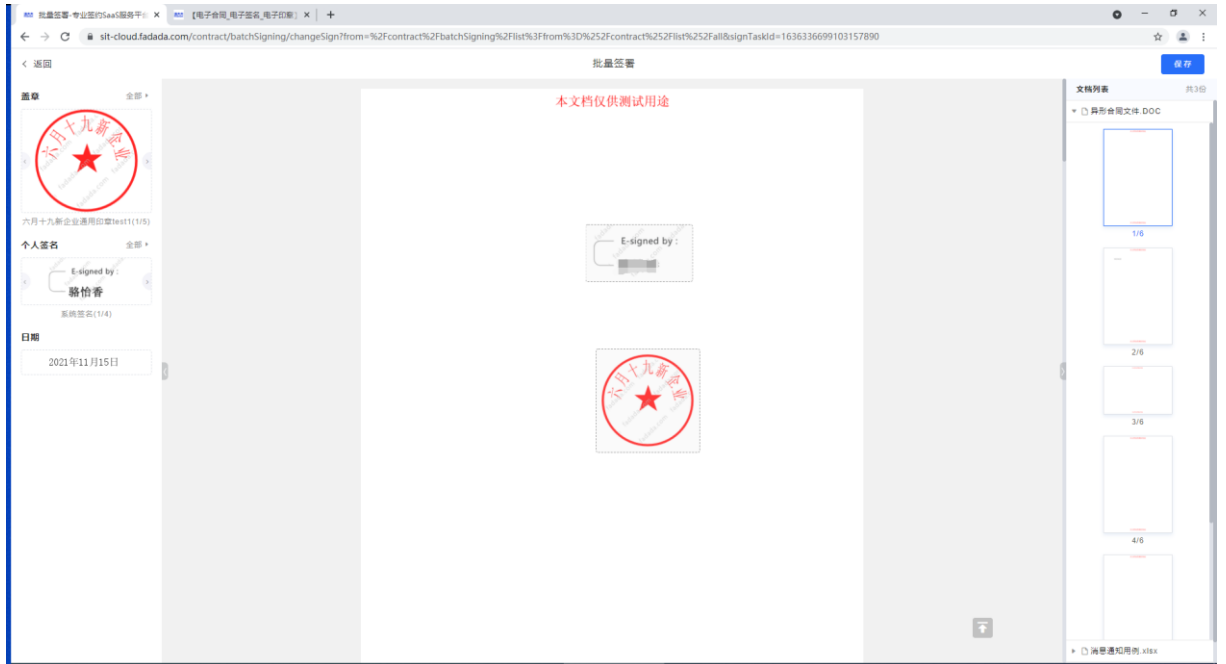 批量签署-专业签约SaaS服务平台
【电子合同_电子签名_电子印章】
sit-cloud.fadada.com/contract/batchSigning/changeSign?from=%2Fcontract%2FbatchSigning%2Flist%3Ffrom%3D%252Fcontract%252Flist%252Fall&signTaskId=1636336699103157890
返回
批量签署
保存
盖章
全部
六月十九新企业
六月十九新企业通用印章test1(1/5)
个人签名
全部
E-signed by :
骆怡香
系统签名(1/4)
日期
2021年11月15日
本文档仅供测试用途
E-signed by :
六月十九新企业
文档列表
共3份
异形合同文件.DOC
1/6
2/6
3/6
4/6
消息通知用例.xlsx